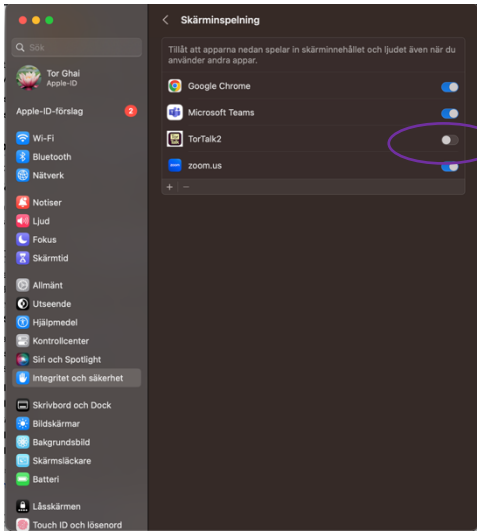 Skärminspelning
Sök
Tor Ghai
Apple-ID
Apple-ID-förslag
2
Wi-Fi
Bluetooth
Nätverk
Notiser
Ljud
Fokus
Skärmtid
Allmänt
Utseende
Hjälpmedel
Kontrollcenter
Siri och Spotlight
Integritet och säkerhet
Skrivbord och Dock
Bildskärmar
Bakgrundsbild
Skärmsläckare
Batteri
Låsskärmen
Touch ID och lösenord
Tillåt att apparna nedan spelar in skärminnehållet och ljudet även när du
använder andra appar.
Google Chrome
Microsoft Teams
TorTalk2
zoom.us